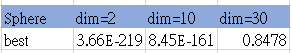 Sphere dim=2 dim=10 dim=30
best 3.66E-219 8.45E-161 0.8478